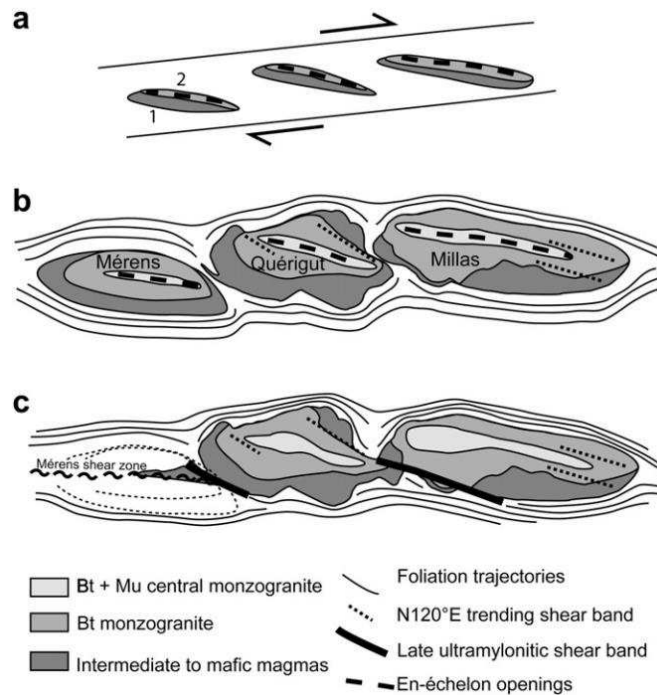 a
2
1
b
Mérens
Quérigut
Millas
c
Mérens shear zone
Bt + Mu central monzogranite
Bt monzogranite
Intermediate to mafic magmas
Foliation trajectories
N120°E trending shear band
Late ultramylonitic shear band
En-échelon openings